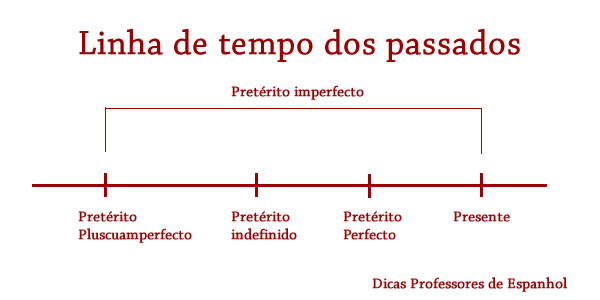 Linha de tempo dos passados
Pretérito imperfecto
Pretérito
Pluscuamperfecto
Pretérito
indefinido
Pretérito
Perfecto
Presente
Dicas Professores de Espanhol